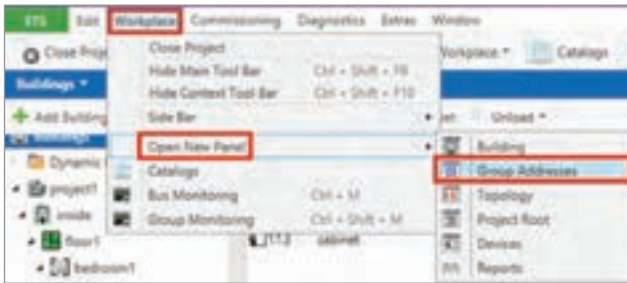 ETS Edit Workplace Commissioning Diagnostics Extras Window
Close Proje
Workplace
Catalogs
Buildings
Add Building
Unload
Dynamic
project1
inside
floor1
bedroom1
Close Project
Hide Main Tool Bar Ctrl + Shift + F8
Hide Context Tool Bar Ctrl + Shift + F10
Side Bar
Open New Panel
Catalogs
Bus Monitoring Ctrl + M
Group Monitoring Ctrl + Shift + M
cabinet
Building
Group Addresses
Topology
Project Root
Devices
Reports